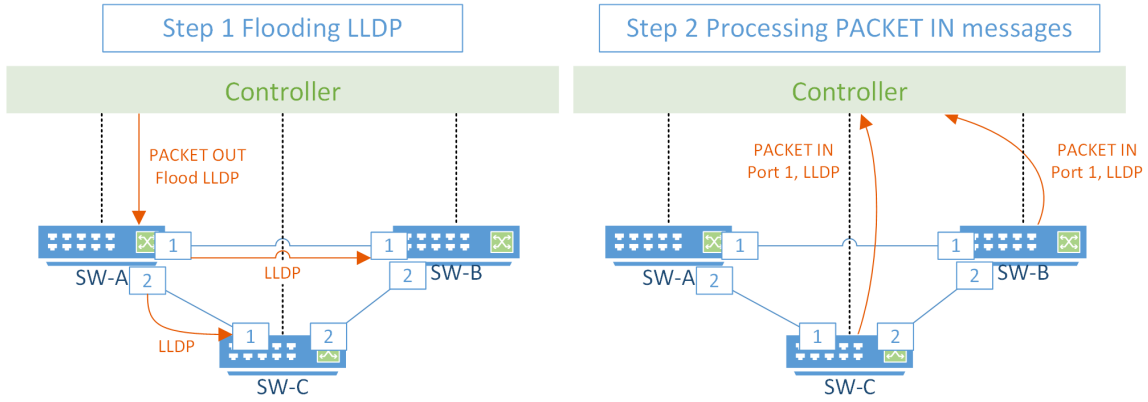 Step 1 Flooding LLDP
Controller
PACKET OUT
Flood LLDP
1
1
LLDP
SW-A
SW-B
2
2
LLDP
1
2
SW-C
Step 2 Processing PACKET IN messages
Controller
PACKET IN
Port 1, LLDP
PACKET IN
Port 1, LLDP
1
1
SW-A
SW-B
2
2
1
2
SW-C